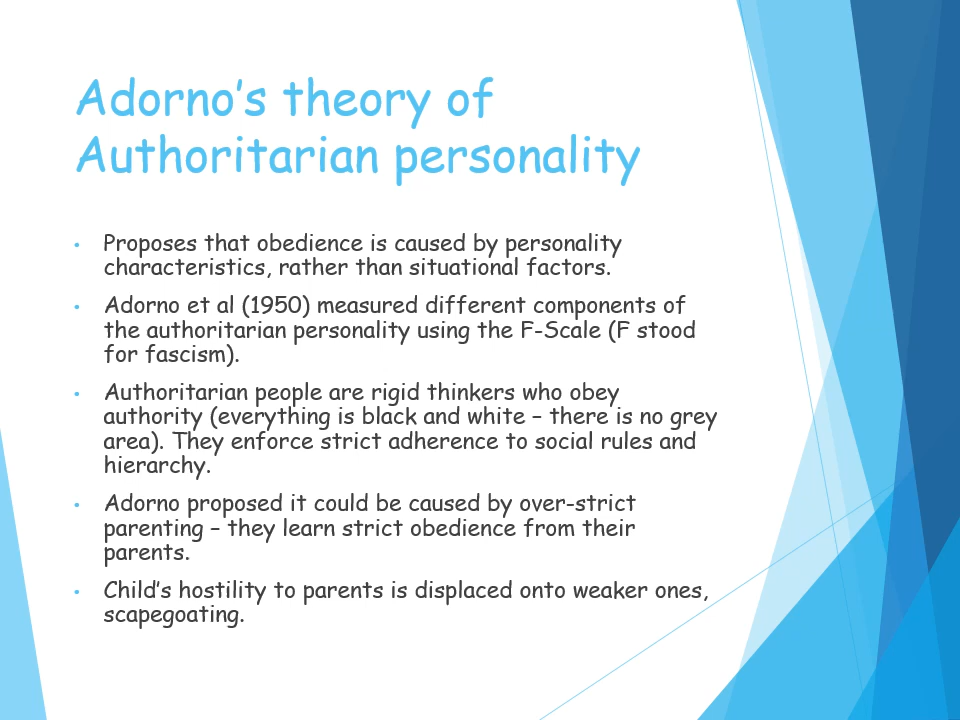 Adorno's theory of
Authoritarian personality
• Proposes that obedience is caused by personality
characteristics, rather than situational factors.
• Adorno et al (1950) measured different components of
the authoritarian personality using the F-Scale (F stood
for fascism).
• Authoritarian people are rigid thinkers who obey
authority (everything is black and white – there is no grey
area). They enforce strict adherence to social rules and
hierarchy.
• Adorno proposed it could be caused by over-strict
parenting – they learn strict obedience from their
parents.
• Child's hostility to parents is displaced onto weaker ones,
scapegoating.